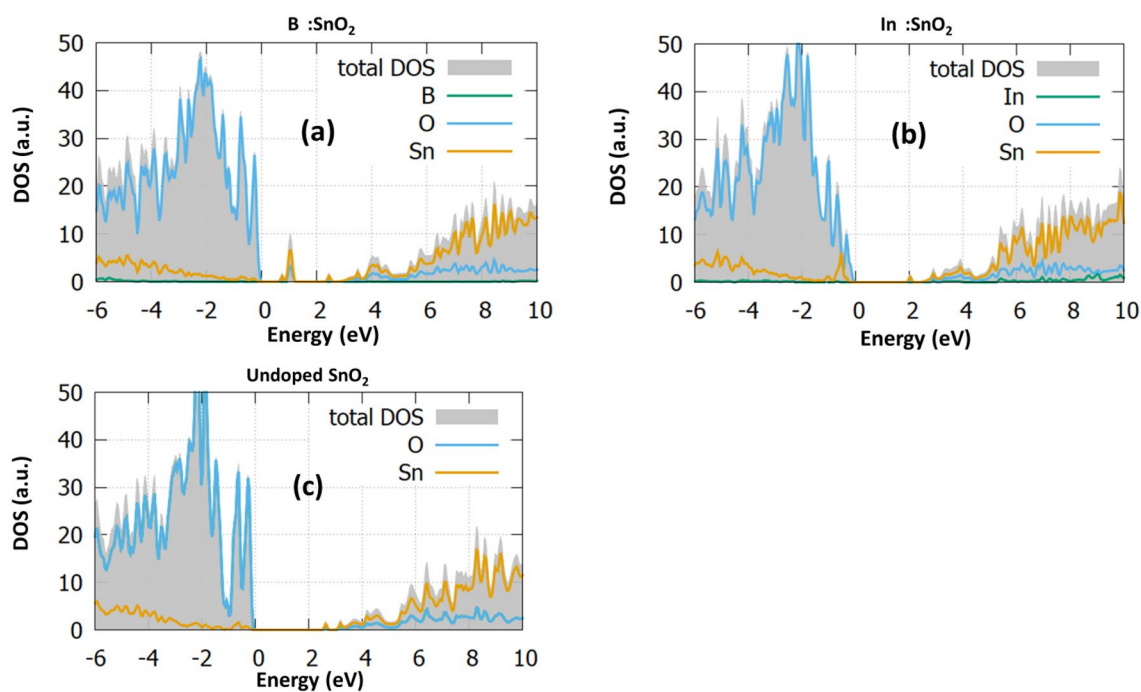 B :SnO₂
50
40
30
20
10
0
DOS (a.u.)
total DOS
B
O
Sn
(a)
-6 -4 -2 0 2 4 6 8 10
Energy (eV)
In :SnO₂
50
40
30
20
10
0
DOS (a.u.)
total DOS
In
O
Sn
(b)
-6 -4 -2 0 2 4 6 8 10
Energy (eV)
Undoped SnO₂
50
40
30
20
10
0
DOS (a.u.)
total DOS
O
Sn
(c)
-6 -4 -2 0 2 4 6 8 10
Energy (eV)